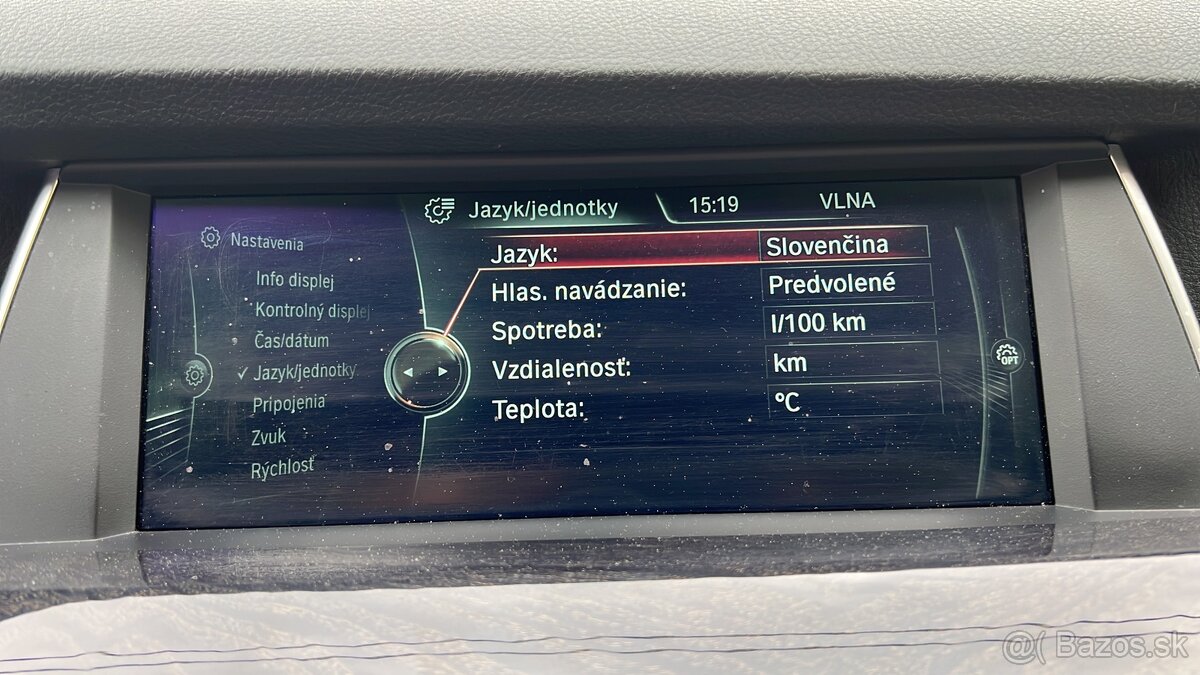 Jazyk/jednotky 15:19 VLNA
Nastavenia
Info displej
Kontrolný displej
Čas/dátum
✓ Jazyk/jednotky
Pripojenia
Zvuk
Rýchlosť
Jazyk: Slovenčina
Hlas. navádzanie: Predvolené
Spotreba: l/100 km
Vzdialenosť: km
Teplota: °C
OPT
@( Bazos.sk